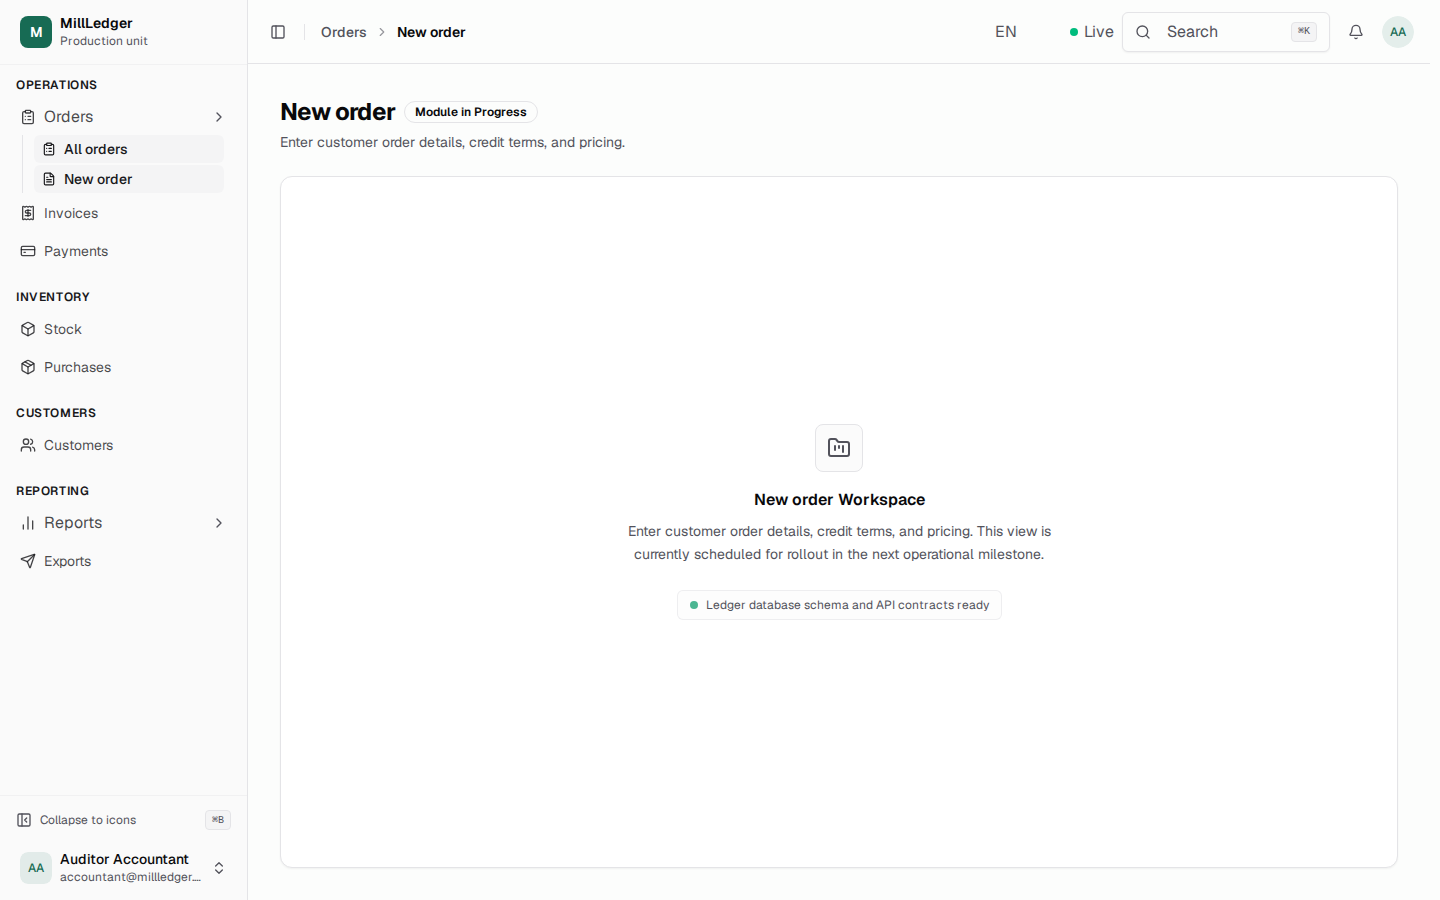 M
MillLedger
Production unit
OPERATIONS
Orders
All orders
New order
Invoices
Payments
INVENTORY
Stock
Purchases
CUSTOMERS
Customers
REPORTING
Reports
Exports
Collapse to icons
⌘B
AA
Auditor Accountant
accountant@millledger....
Orders
New order
EN
Live
Search
⌘K
AA
New order
Module in Progress
Enter customer order details, credit terms, and pricing.
New order Workspace
Enter customer order details, credit terms, and pricing. This view is
currently scheduled for rollout in the next operational milestone.
Ledger database schema and API contracts ready